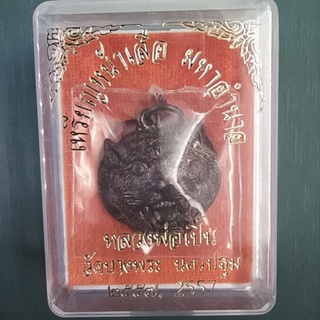 เหรียญหน้าเสือ มหาอำนาจ
หลวงพ่อเปิ่น
วัดบางพระ นครปฐม
๒๕๕๗ 2557